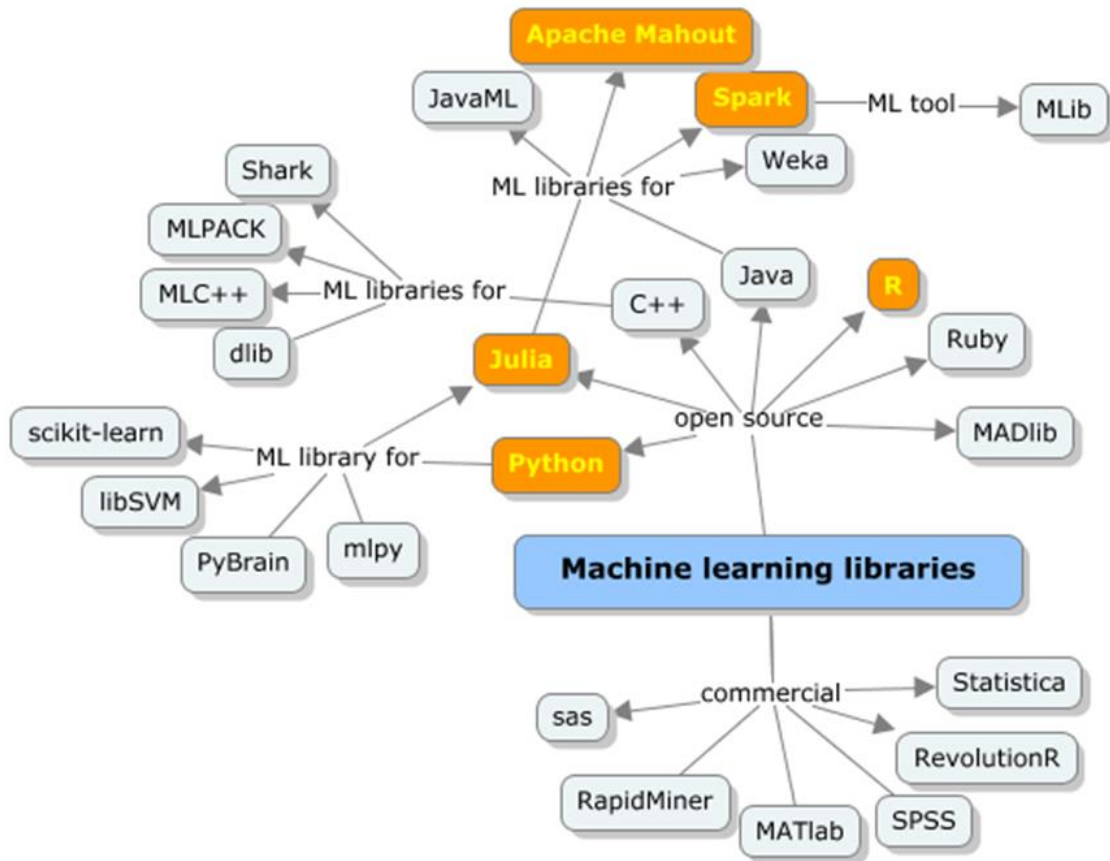 Apache Mahout
JavaML
Spark
ML tool
MLib
Shark
ML libraries for
Weka
MLPACK
MLC++
ML libraries for
C++
Java
R
dlib
Julia
Ruby
scikit-learn
ML library for
Python
open source
MADlib
libSVM
PyBrain
mlpy
Machine learning libraries
commercial
Statistica
sas
RevolutionR
RapidMiner
MATlab
SPSS